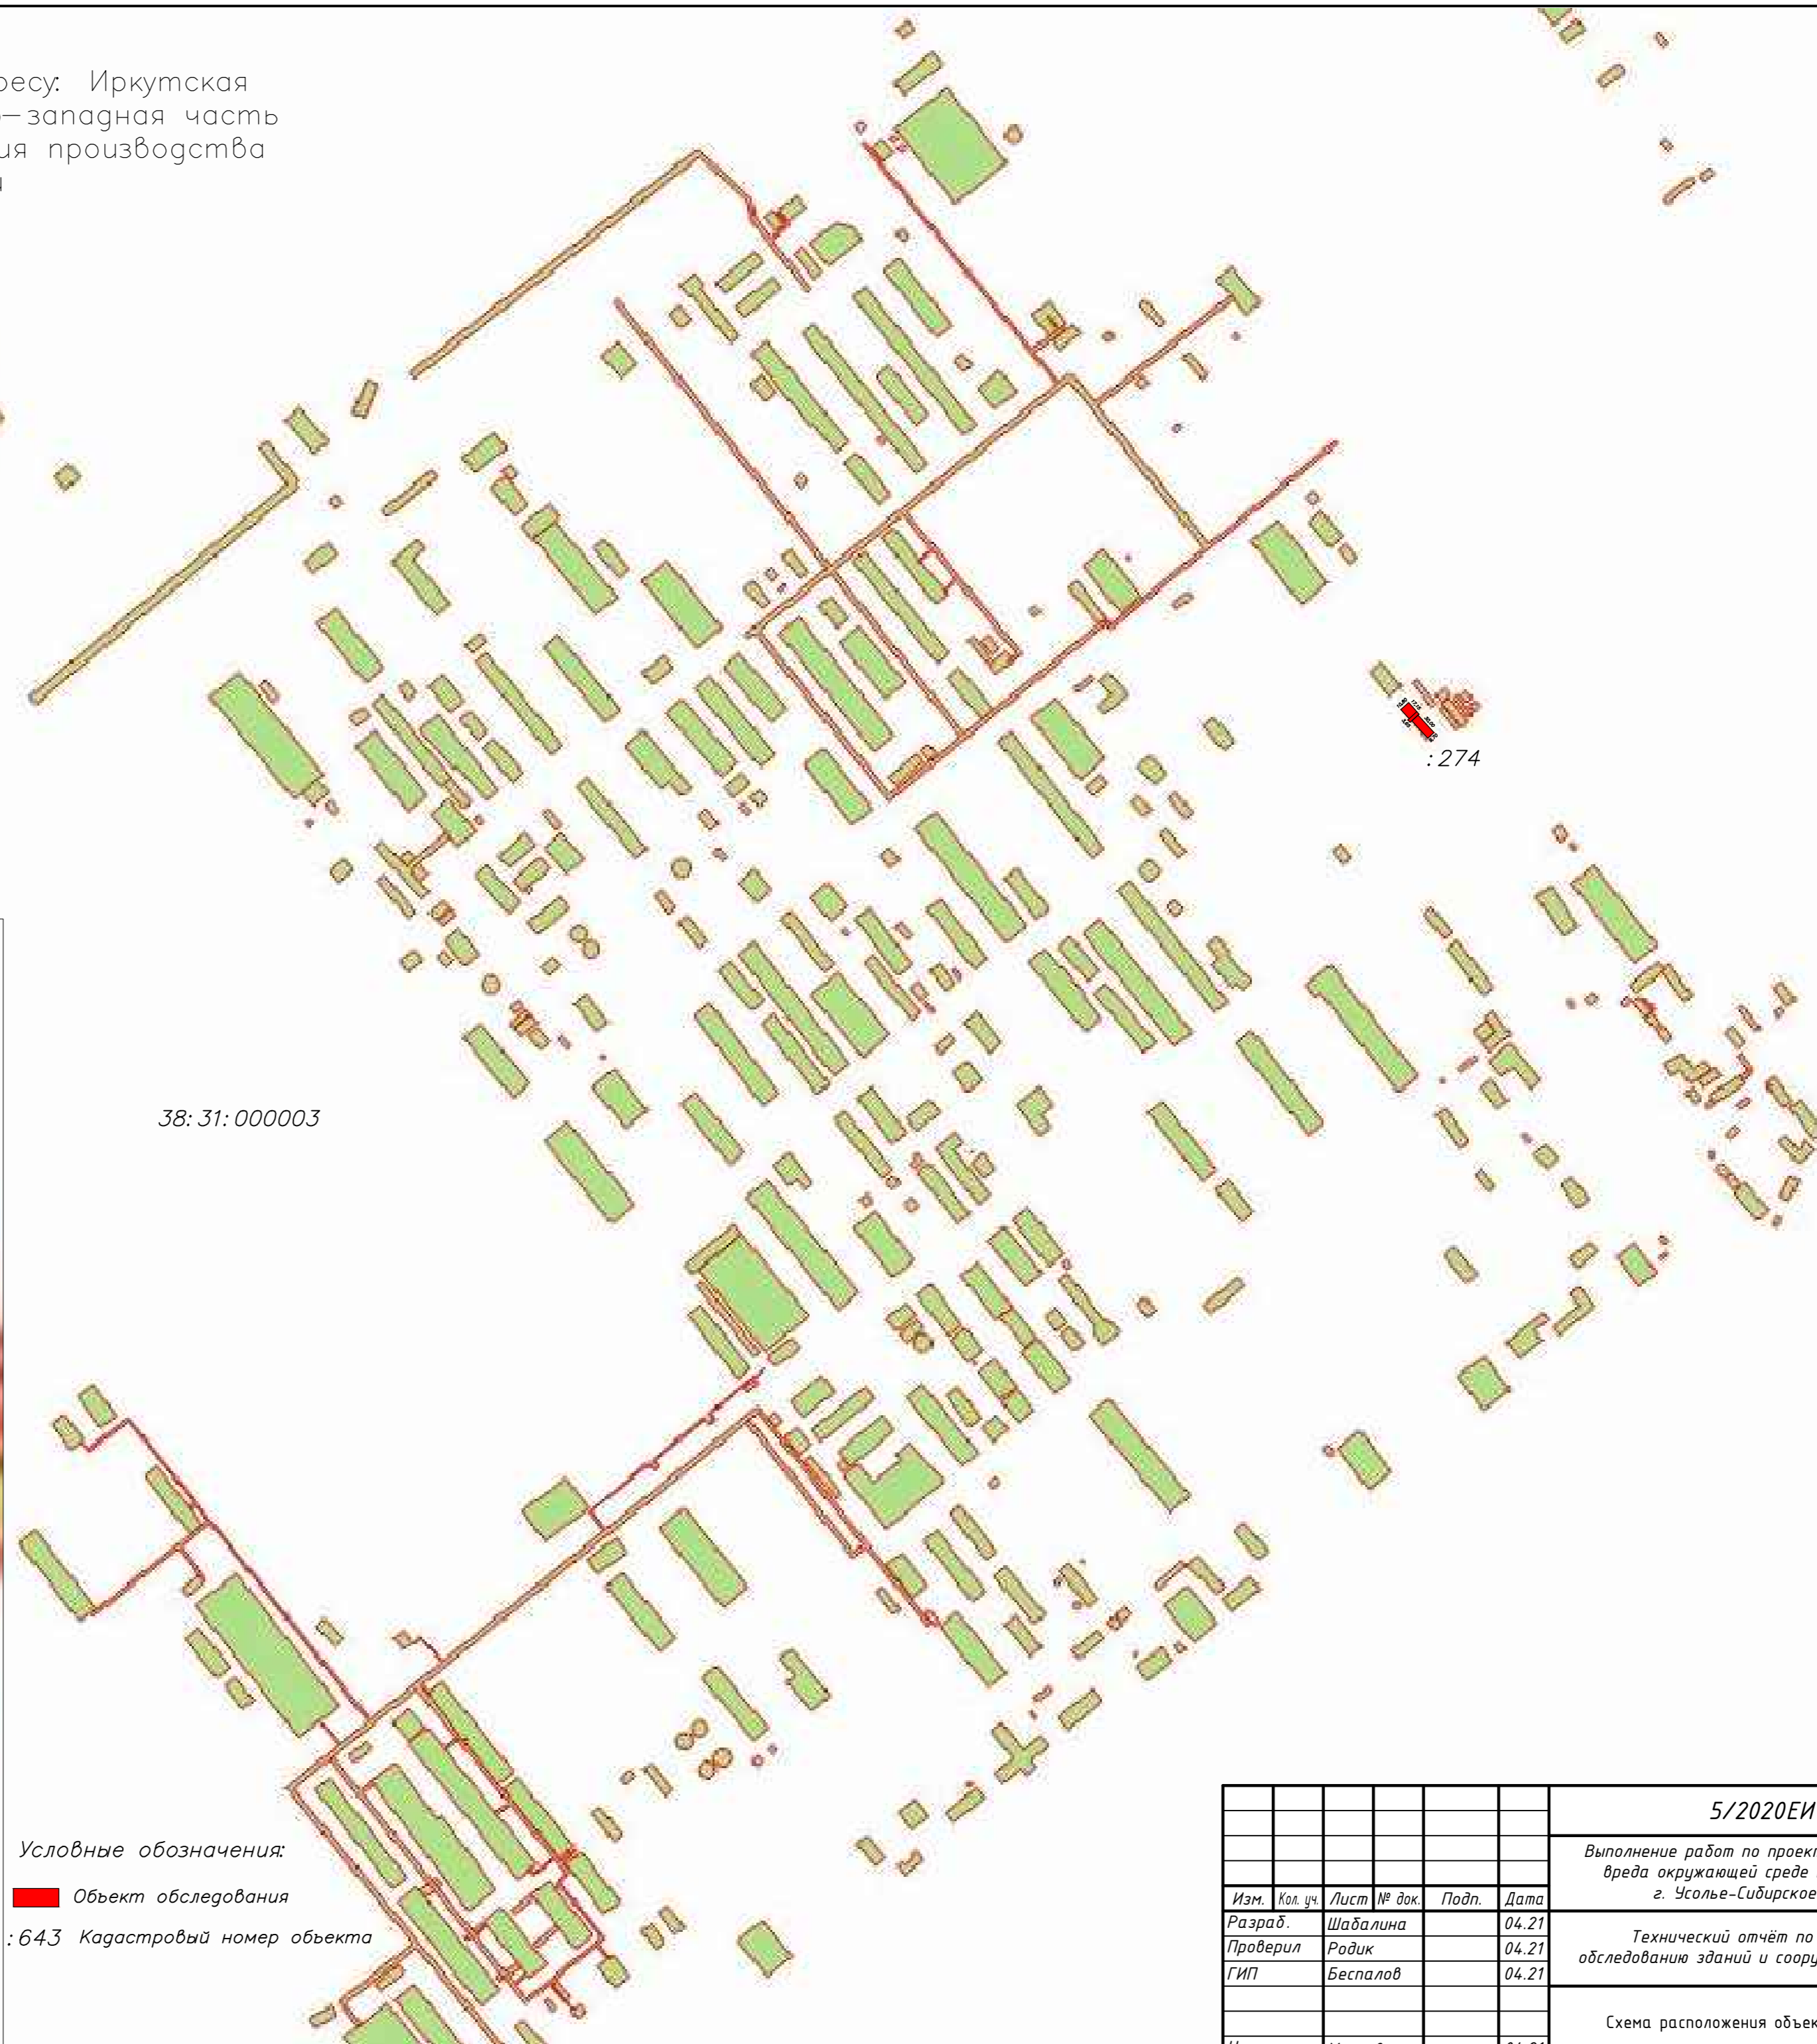 ресу: Иркутская
о-западная часть
ия производства
:274
38:31:000003
Условные обозначения:
Объект обследования
:643 Кадастровый номер объекта
5/2020ЕИ
Выполнение работ по проек
вреда окружающей среде
г. Усолье-Сибирское
Изм. Кол. уч. Лист № док. Подп. Дата
Разраб. Шабалина 04.21
Проверил Родик 04.21
ГИП Беспалов 04.21
Технический отчёт по
обследованию зданий и соору
Схема расположения объек